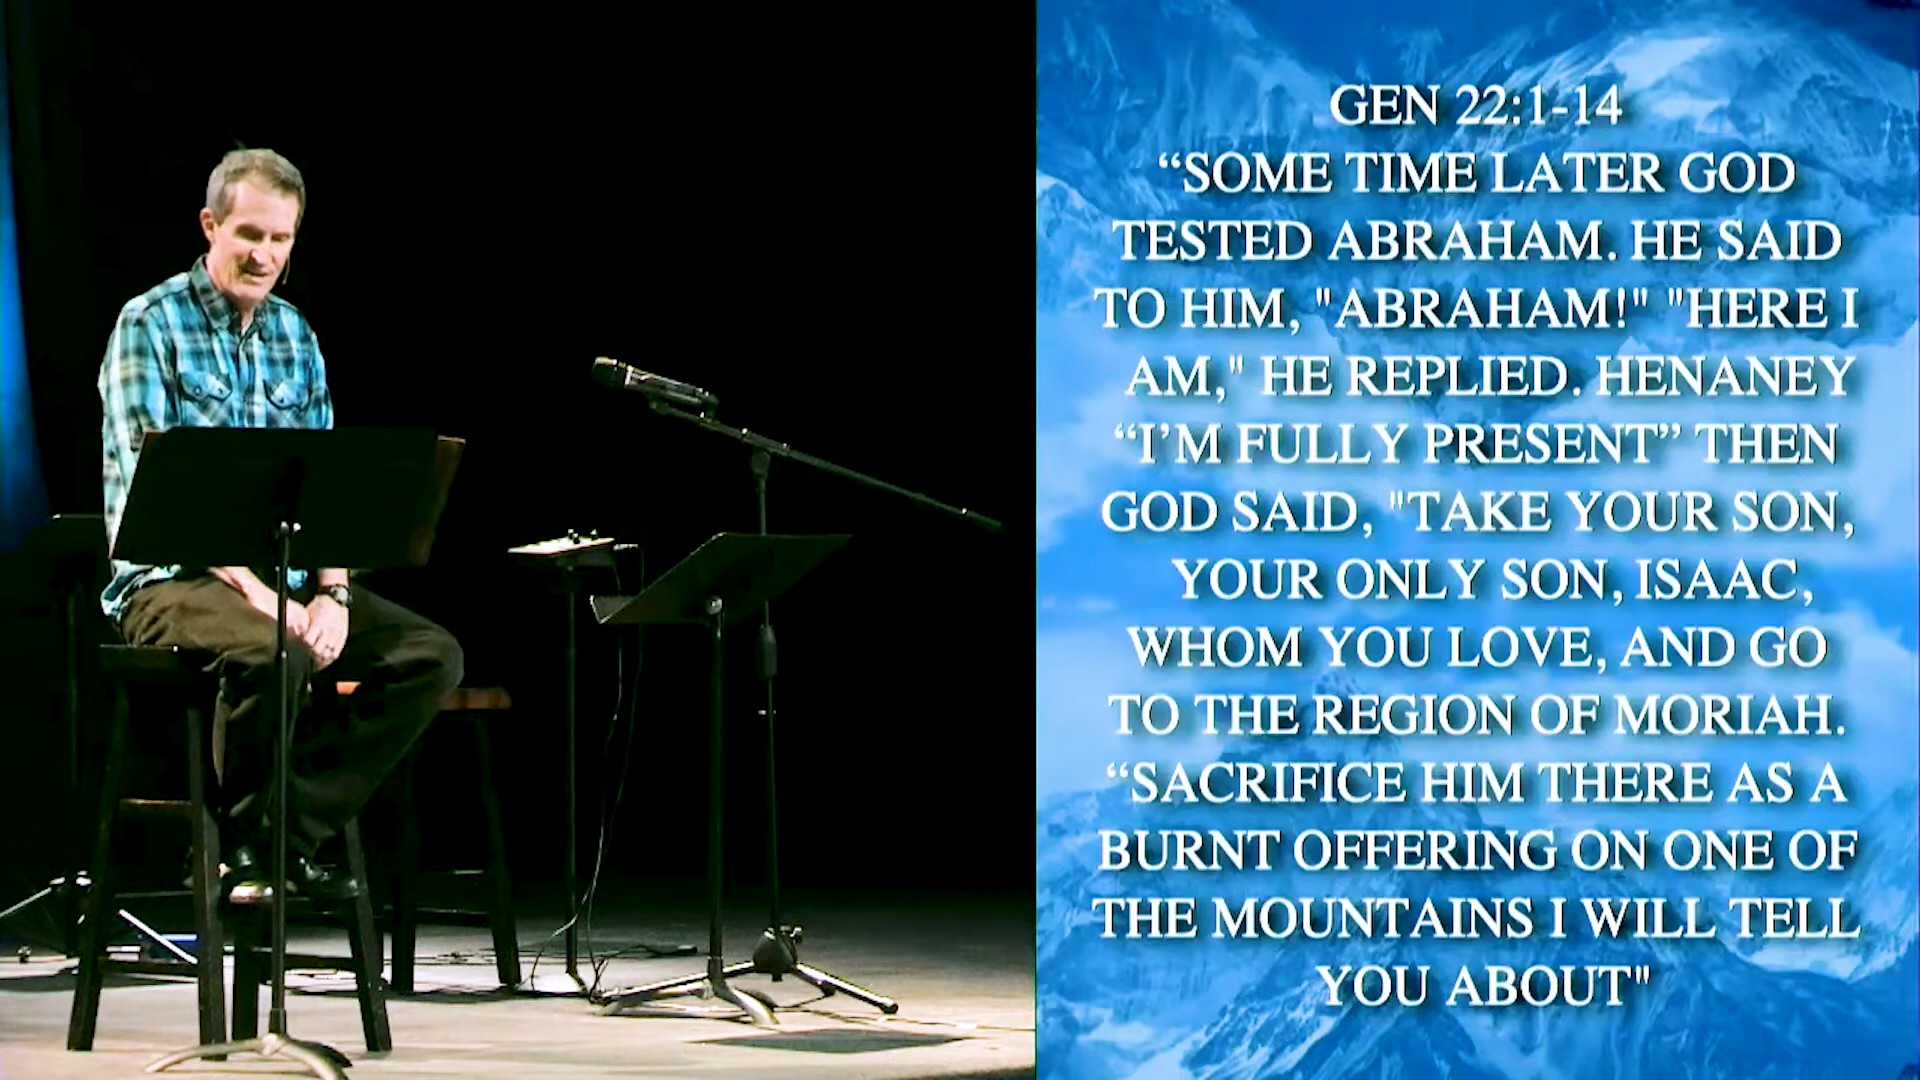 GEN 22:1-14
“SOME TIME LATER GOD
TESTED ABRAHAM. HE SAID
TO HIM, "ABRAHAM!" "HERE I
AM," HE REPLIED. HENANEY
“I’M FULLY PRESENT” THEN
GOD SAID, "TAKE YOUR SON,
YOUR ONLY SON, ISAAC,
WHOM YOU LOVE, AND GO
TO THE REGION OF MORIAH.
“SACRIFICE HIM THERE AS A
BURNT OFFERING ON ONE OF
THE MOUNTAINS I WILL TELL
YOU ABOUT"